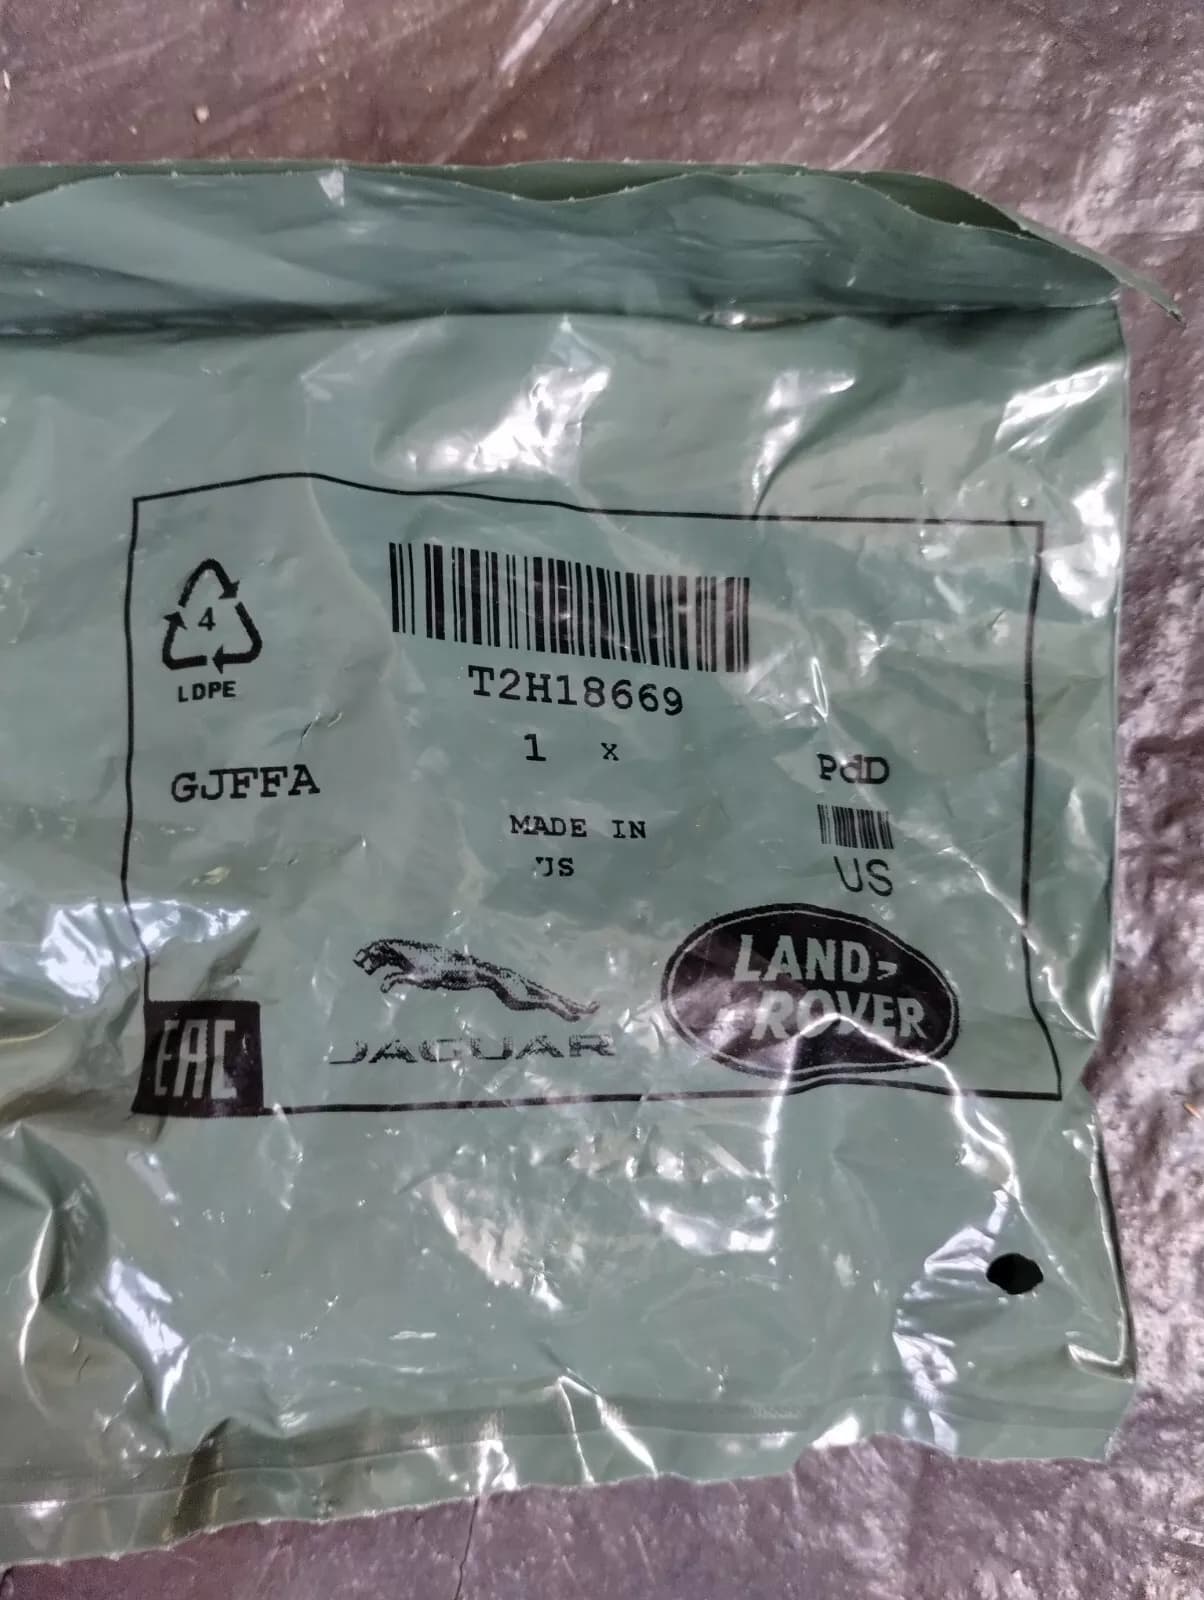 4
LDPE
T2H18669
1 x
GJFFA
PdD
MADE IN
US
US
EAC
JAGUAR
LAND-
ROVER